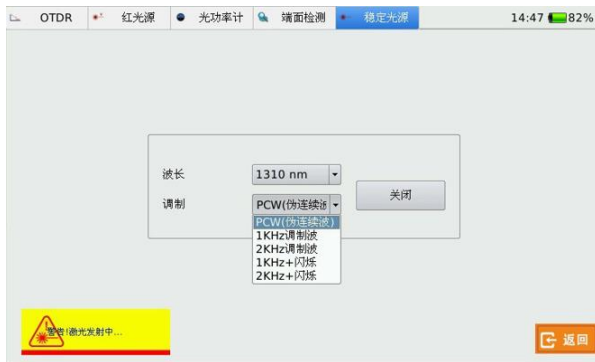 OTDR 红光源 光功率计 端面检测 稳定光源 14:47 82%
波长 1310 nm
调制 PCW(伪连续波
关闭
PCW(伪连续波)
1KHz调制波
2KHz调制波
1KHz+闪烁
2KHz+闪烁
警告!激光发射中...
返回